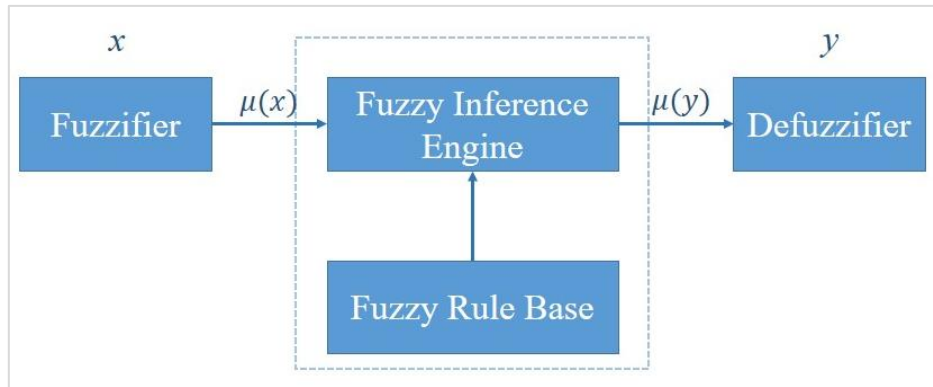 x
y
Fuzzifier
μ(x)
Fuzzy Inference
Engine
μ(y)
Defuzzifier
Fuzzy Rule Base